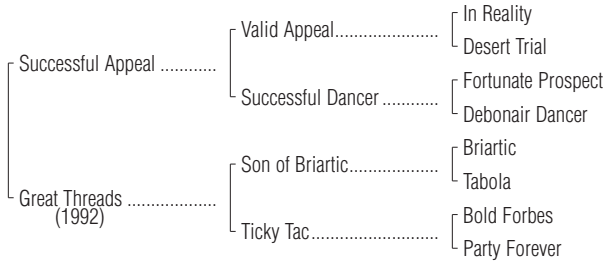 In Reality
Valid Appeal....................
Desert Trial
Successful Appeal ............
Fortunate Prospect
Successful Dancer ............
Debonair Dancer
Briartic
Son of Briartic.................
Tabola
Great Threads ...................
(1992)
Bold Forbes
Ticky Tac..........................
Party Forever